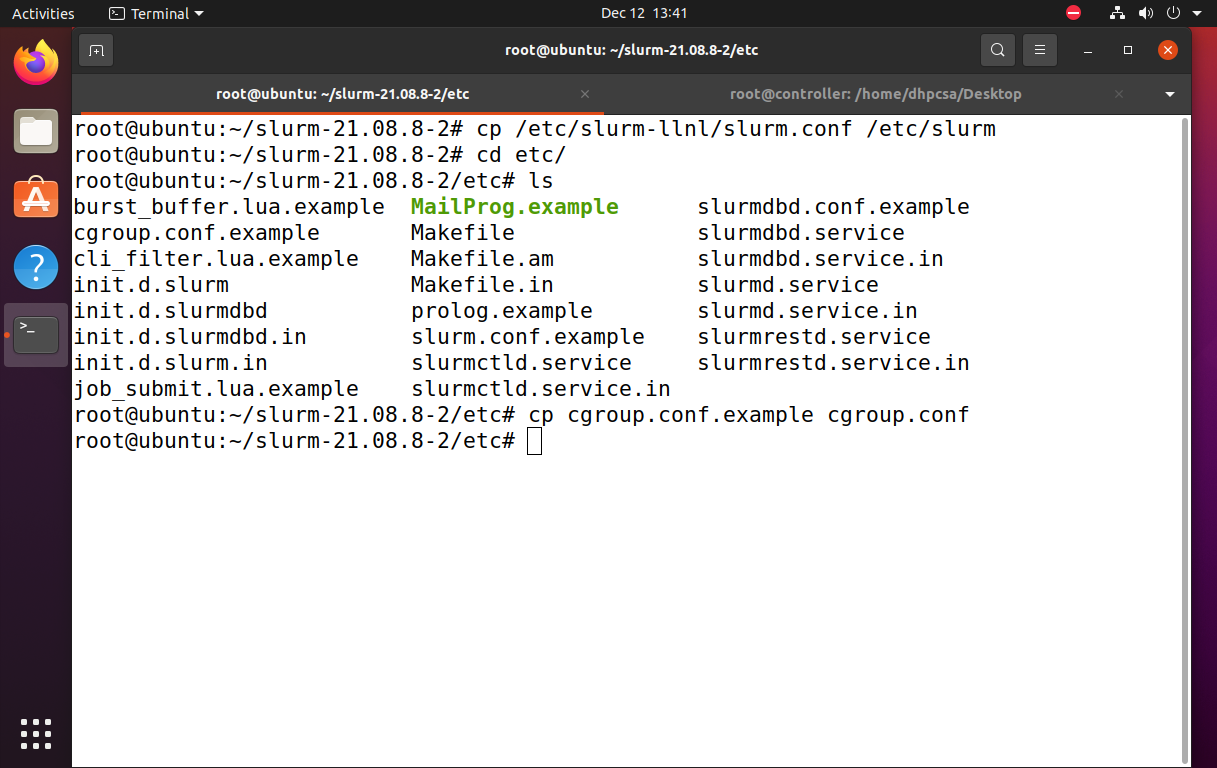 Activities Terminal Dec 12 13:41
root@ubuntu: ~/slurm-21.08.8-2/etc
root@ubuntu: ~/slurm-21.08.8-2/etc root@controller: /home/dhpcsa/Desktop
root@ubuntu:~/slurm-21.08.8-2# cp /etc/slurm-llnl/slurm.conf /etc/slurm
root@ubuntu:~/slurm-21.08.8-2# cd etc/
root@ubuntu:~/slurm-21.08.8-2/etc# ls
burst_buffer.lua.example MailProg.example slurmdbd.conf.example
cgroup.conf.example Makefile slurmdbd.service
cli_filter.lua.example Makefile.am slurmdbd.service.in
init.d.slurm Makefile.in slurmd.service
init.d.slurmdbd prolog.example slurmd.service.in
init.d.slurmdbd.in slurm.conf.example slurmrestd.service
init.d.slurm.in slurmctld.service slurmrestd.service.in
job_submit.lua.example slurmctld.service.in
root@ubuntu:~/slurm-21.08.8-2/etc# cp cgroup.conf.example cgroup.conf
root@ubuntu:~/slurm-21.08.8-2/etc#